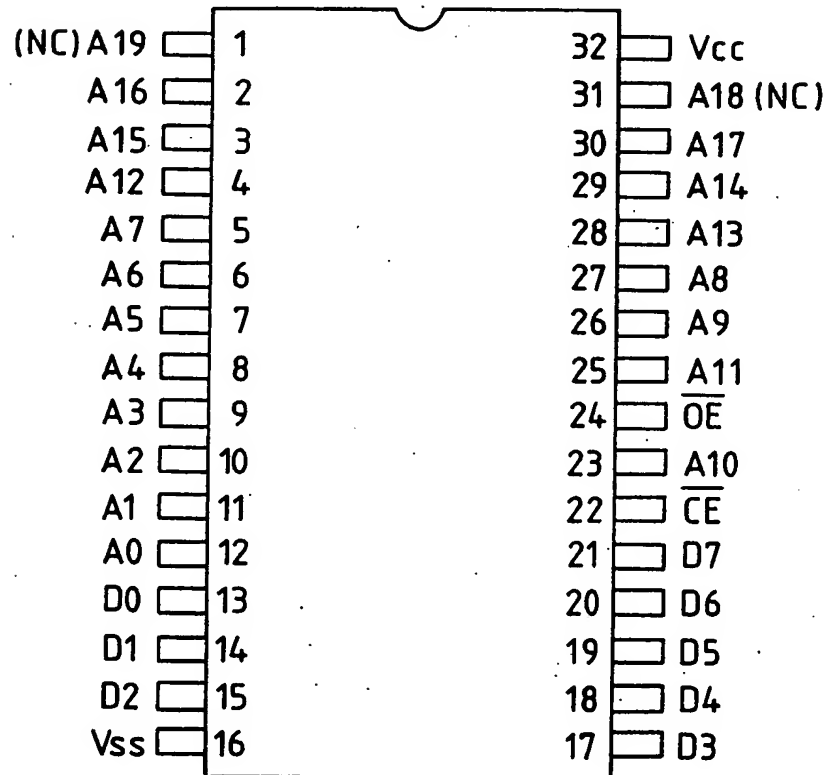 (NC) A19 1 32 Vcc
A16 2 31 A18 (NC)
A15 3 30 A17
A12 4 29 A14
A7 5 28 A13
A6 6 27 A8
A5 7 26 A9
A4 8 25 A11
A3 9 24 O̅E̅
A2 10 23 A10
A1 11 22 C̅E̅
A0 12 21 D7
D0 13 20 D6
D1 14 19 D5
D2 15 18 D4
Vss 16 17 D3